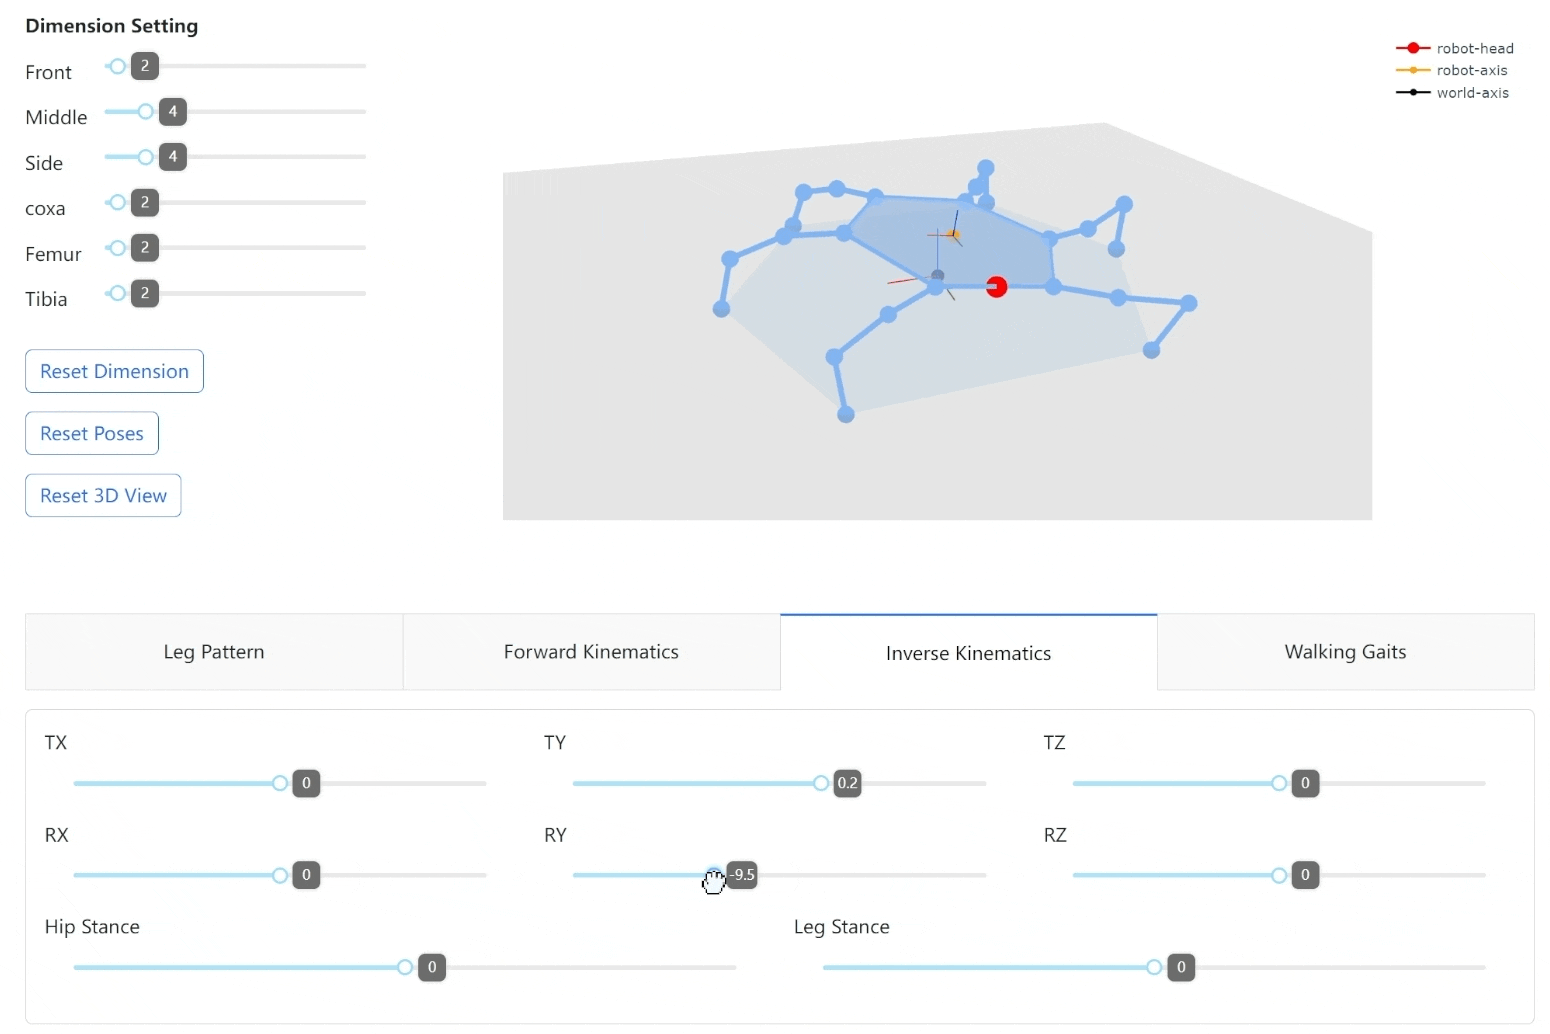 Dimension Setting
Front 2
Middle 4
Side 4
coxa 2
Femur 2
Tibia 2
Reset Dimension
Reset Poses
Reset 3D View
robot-head
robot-axis
world-axis
Leg Pattern
Forward Kinematics
Inverse Kinematics
Walking Gaits
TX
0
TY
0.2
TZ
0
RX
0
RY
-9.5
RZ
0
Hip Stance
0
Leg Stance
0